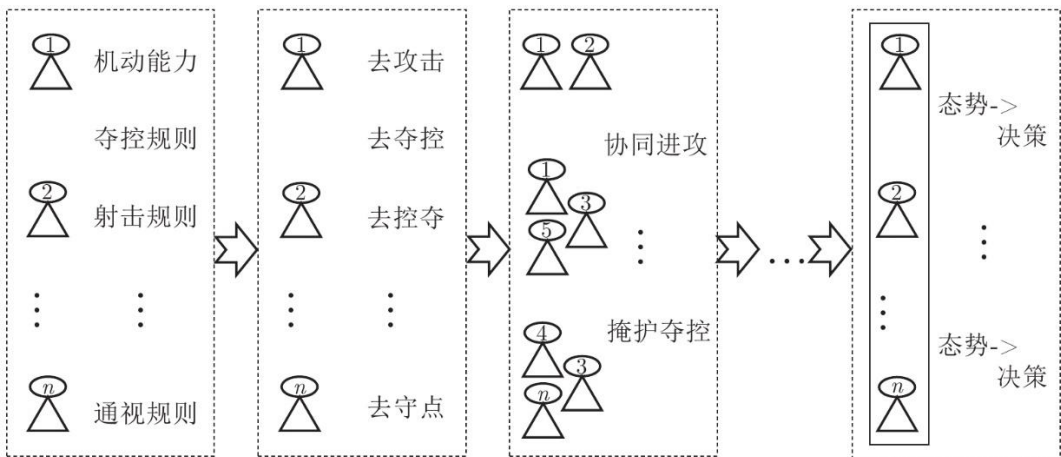 1
机动能力
夺控规则
2
射击规则
⋮ ⋮
n
通视规则
1
去攻击
去夺控
2
去控夺
⋮ ⋮
n
去守点
1 2
协同进攻
1
3
5
⋮
掩护夺控
4
3
n
…
1
态势->
决策
2
⋮
⋮
态势->
决策
n